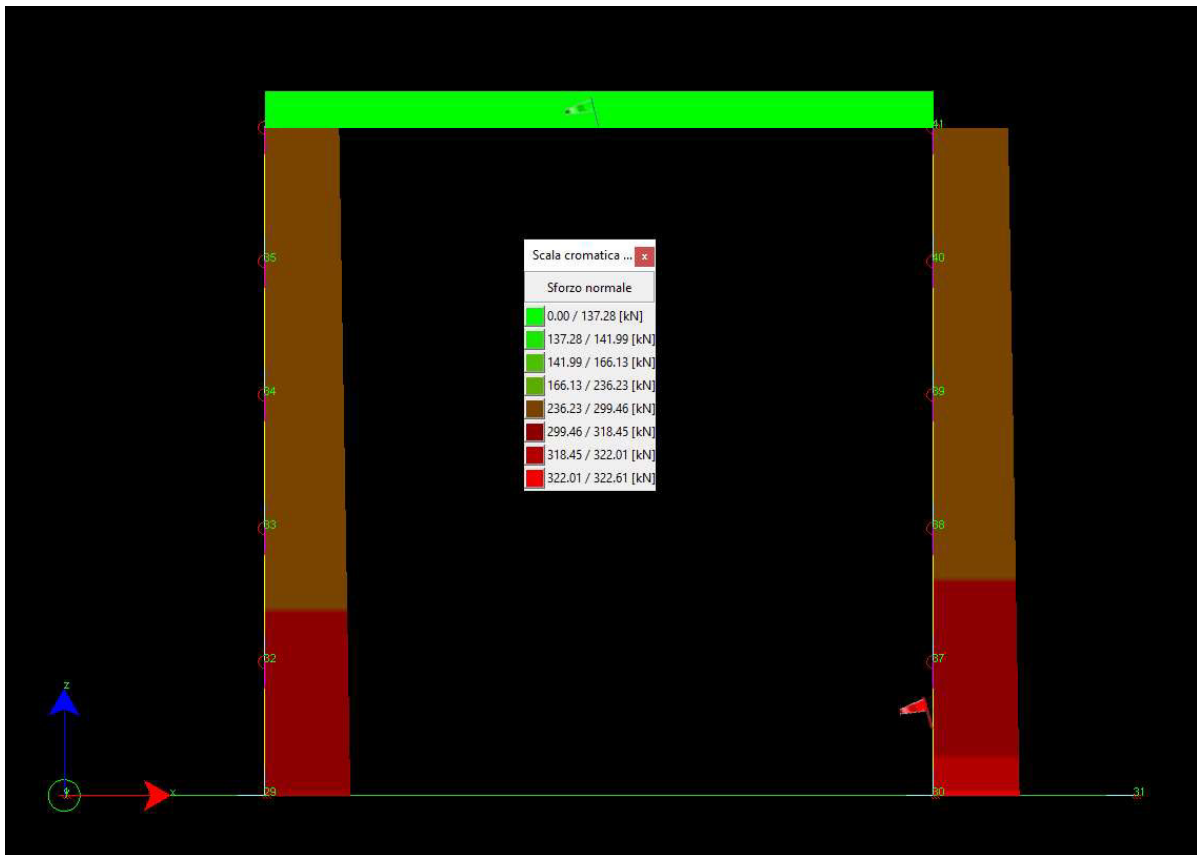 41
Scala cromatica ... x
Sforzo normale
0.00 / 137.28 [kN]
137.28 / 141.99 [kN]
141.99 / 166.13 [kN]
166.13 / 236.23 [kN]
236.23 / 299.46 [kN]
299.46 / 318.45 [kN]
318.45 / 322.01 [kN]
322.01 / 322.61 [kN]
35 40
34 39
33 38
32 37
z
x 29 30 31